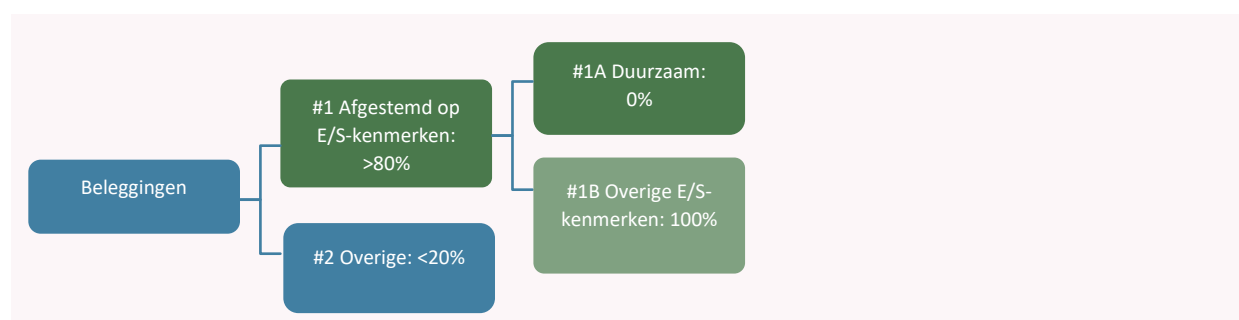 Beleggingen
#1 Afgestemd op
E/S-kenmerken:
>80%
#2 Overige: <20%
#1A Duurzaam:
0%
#1B Overige E/S-
kenmerken: 100%